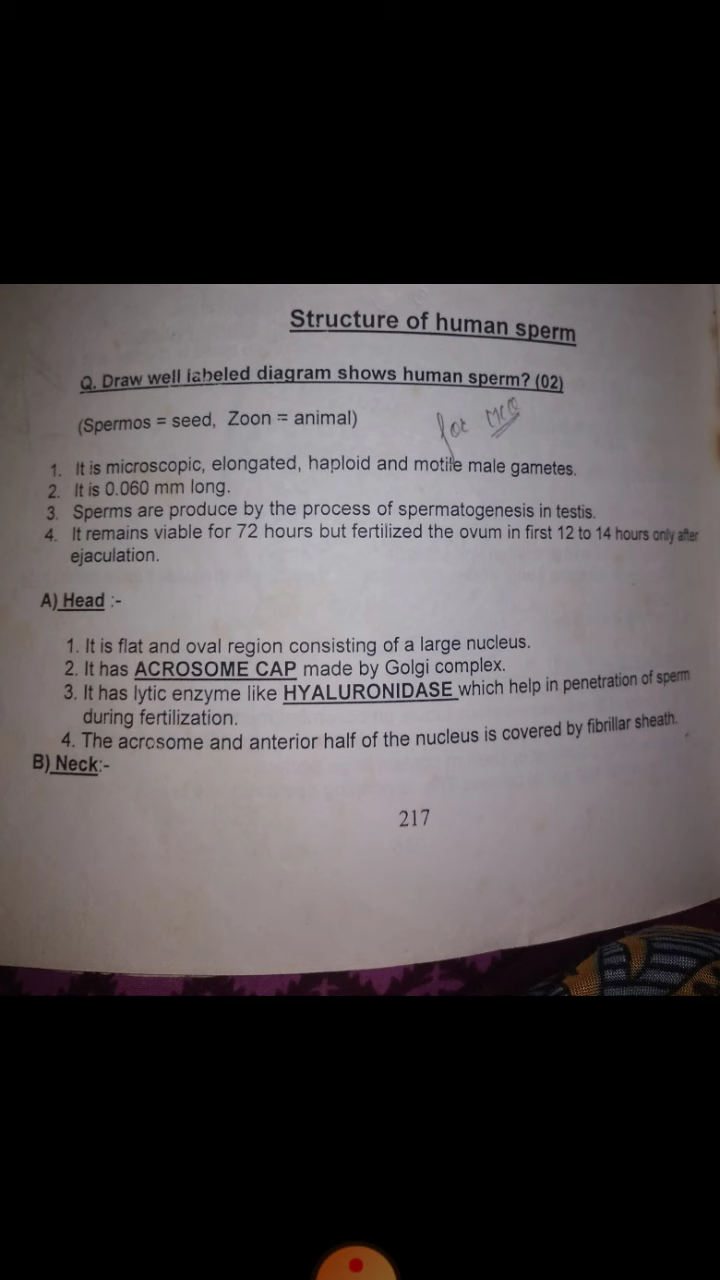 Structure of human sperm
Q. Draw well labeled diagram shows human sperm? (02)
(Spermos = seed, Zoon = animal)
for MCQ
1. It is microscopic, elongated, haploid and motile male gametes.
2. It is 0.060 mm long.
3. Sperms are produce by the process of spermatogenesis in testis.
4. It remains viable for 72 hours but fertilized the ovum in first 12 to 14 hours only after
ejaculation.
A) Head :-
1. It is flat and oval region consisting of a large nucleus.
2. It has ACROSOME CAP made by Golgi complex.
3. It has lytic enzyme like HYALURONIDASE which help in penetration of sperm
during fertilization.
4. The acrosome and anterior half of the nucleus is covered by fibrillar sheath.
B) Neck:-
217